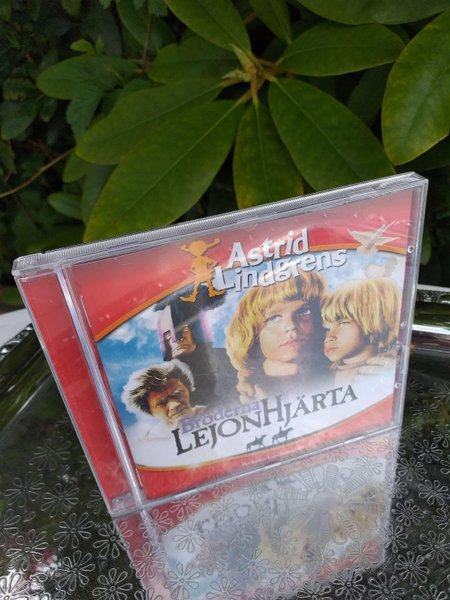 Astrid
Lindgrens
Bröderna
LEJONHJÄRTA